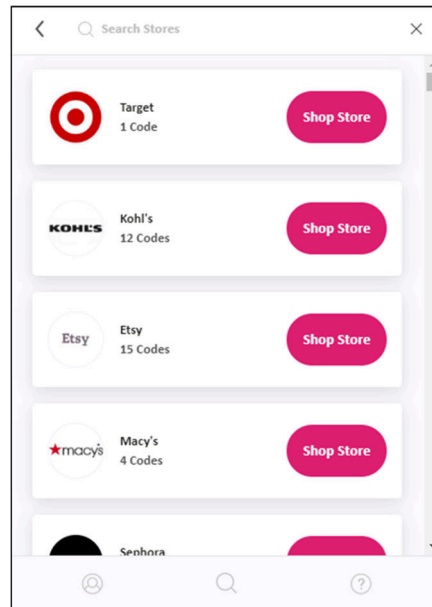 Search Stores
Target
1 Code
Shop Store
KOHL'S
Kohl's
12 Codes
Shop Store
Etsy
Etsy
15 Codes
Shop Store
★macy's
Macy's
4 Codes
Shop Store
Sephora